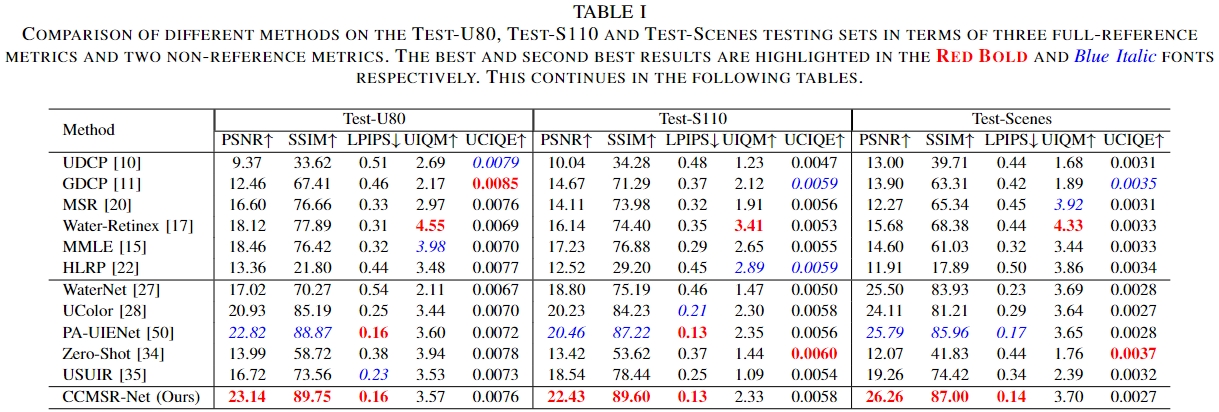 TABLE I
COMPARISON OF DIFFERENT METHODS ON THE TEST-U80, TEST-S110 AND TEST-SCENES TESTING SETS IN TERMS OF THREE FULL-REFERENCE
METRICS AND TWO NON-REFERENCE METRICS. THE BEST AND SECOND BEST RESULTS ARE HIGHLIGHTED IN THE RED BOLD AND Blue Italic FONTS
RESPECTIVELY. THIS CONTINUES IN THE FOLLOWING TABLES.
Method Test-U80 Test-S110 Test-Scenes
PSNR↑ SSIM↑ LPIPS↓ UIQM↑ UCIQE↑ PSNR↑ SSIM↑ LPIPS↓ UIQM↑ UCIQE↑ PSNR↑ SSIM↑ LPIPS↓ UIQM↑ UCIQE↑
UDCP [10] 9.37 33.62 0.51 2.69 0.0079 10.04 34.28 0.48 1.23 0.0047 13.00 39.71 0.44 1.68 0.0031
GDCP [11] 12.46 67.41 0.46 2.17 0.0085 14.67 71.29 0.37 2.12 0.0059 13.90 63.31 0.42 1.89 0.0035
MSR [20] 16.60 76.66 0.33 2.97 0.0076 14.11 73.98 0.32 1.91 0.0056 12.27 65.34 0.45 3.92 0.0031
Water-Retinex [17] 18.12 77.89 0.31 4.55 0.0069 16.14 74.40 0.35 3.41 0.0053 15.68 68.38 0.44 4.33 0.0033
MMLE [15] 18.46 76.42 0.32 3.98 0.0070 17.23 76.88 0.29 2.65 0.0055 14.60 61.03 0.32 3.44 0.0033
HLRP [22] 13.36 21.80 0.44 3.48 0.0077 12.52 29.20 0.45 2.89 0.0059 11.91 17.89 0.50 3.86 0.0034
WaterNet [27] 17.02 70.27 0.54 2.11 0.0067 18.80 75.19 0.46 1.47 0.0050 25.50 83.93 0.23 3.69 0.0028
UColor [28] 20.93 85.19 0.25 3.44 0.0070 20.23 84.23 0.21 2.30 0.0058 24.11 81.21 0.29 3.64 0.0027
PA-UIENet [50] 22.82 88.87 0.16 3.60 0.0072 20.46 87.22 0.13 2.35 0.0056 25.79 85.96 0.17 3.65 0.0028
Zero-Shot [34] 13.99 58.72 0.38 3.94 0.0078 13.42 53.62 0.37 1.44 0.0060 12.07 41.83 0.44 1.76 0.0037
USUIR [35] 16.72 73.56 0.23 3.53 0.0073 18.54 78.44 0.25 1.09 0.0054 19.26 74.42 0.34 2.39 0.0032
CCMSR-Net (Ours) 23.14 89.75 0.16 3.57 0.0076 22.43 89.60 0.13 2.33 0.0058 26.26 87.00 0.14 3.70 0.0027